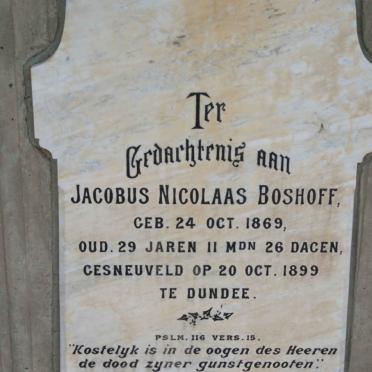 Ter
Gedachtenis aan
JACOBUS NICOLAAS BOSHOFF,
GEB. 24 OCT. 1869,
OUD. 29 JAREN 11 MDN 26 DAGEN,
GESNEUVELD OP 20 OCT. 1899
TE DUNDEE.
PSLM. 116 VERS. 15.
"Kostelyk is in de oogen des Heeren
de dood zyner gunstgenooten."